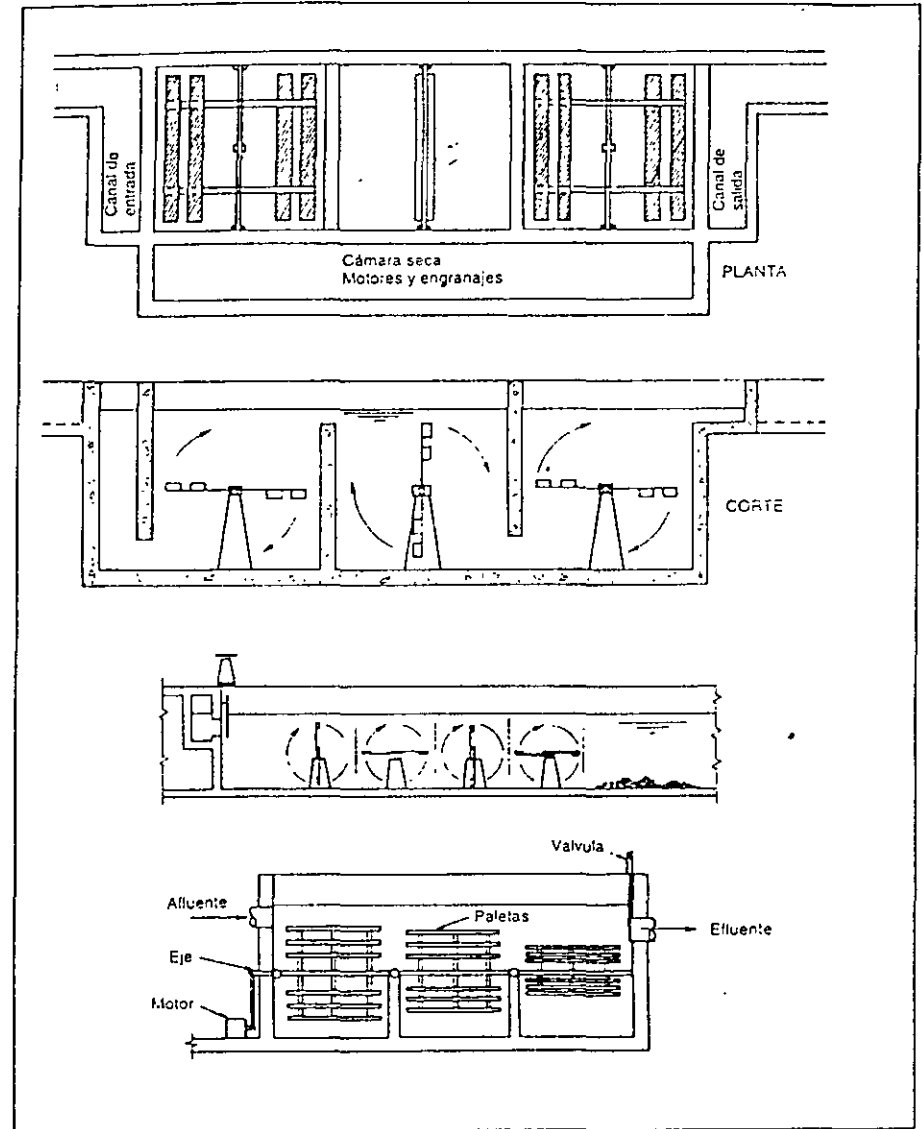 Canal de
entrada
Canal de
salida
Cámara seca
Motores y engranajes
PLANTA
CORTE
Valvula
Afluente
Paletas
Efluente
Eje
Motor